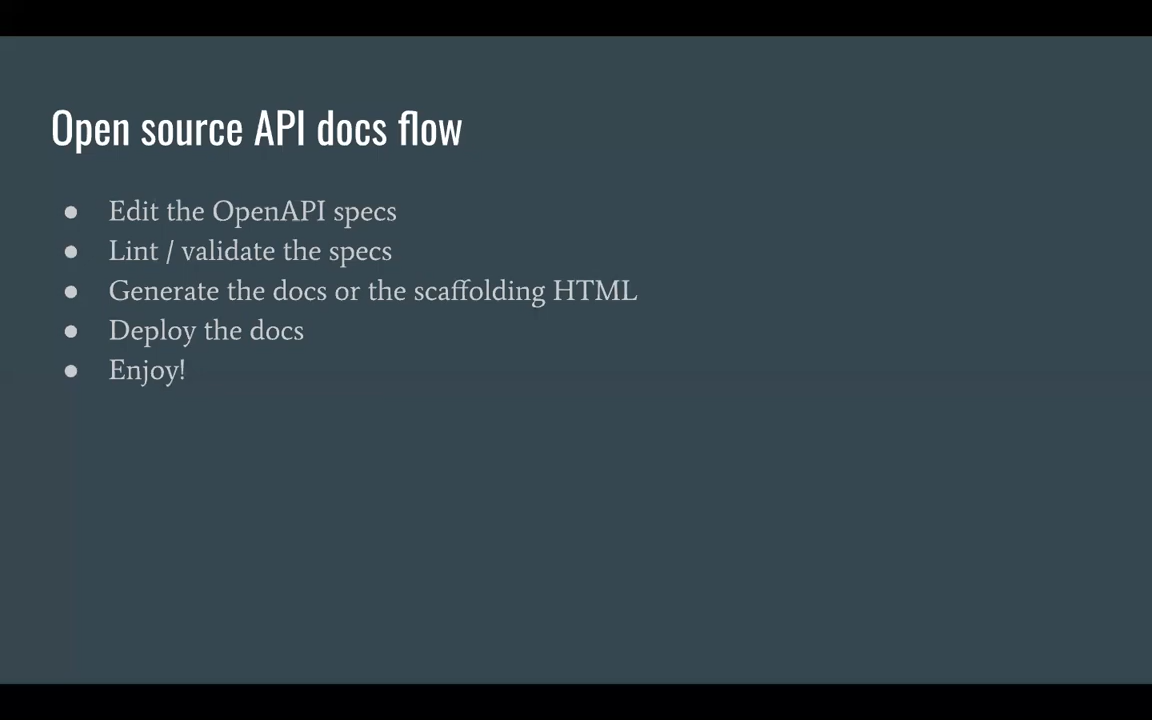 Open source API docs flow
● Edit the OpenAPI specs
● Lint / validate the specs
● Generate the docs or the scaffolding HTML
● Deploy the docs
● Enjoy!